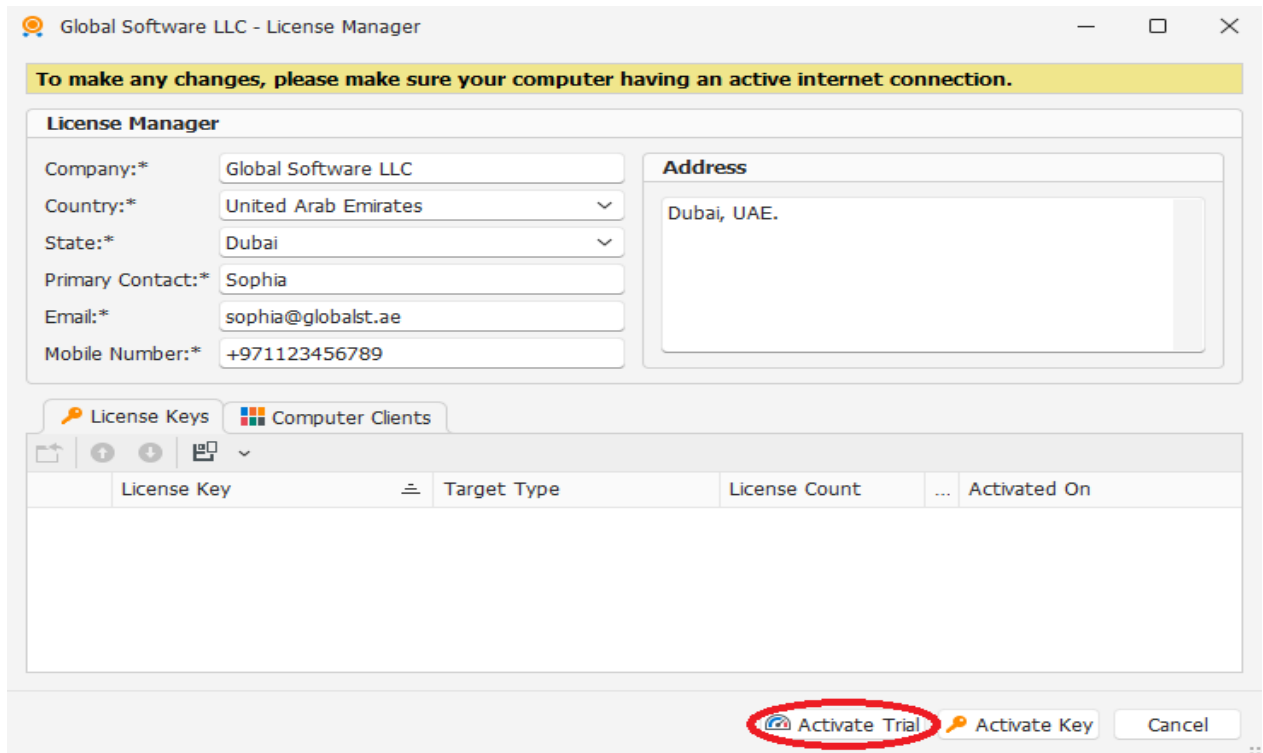 Global Software LLC - License Manager
To make any changes, please make sure your computer having an active internet connection.
License Manager
Company:* Global Software LLC
Country:* United Arab Emirates
State:* Dubai
Primary Contact:* Sophia
Email:* sophia@globalst.ae
Mobile Number:* +971123456789
Address
Dubai, UAE.
License Keys Computer Clients
License Key Target Type License Count ... Activated On
Activate Trial Activate Key Cancel